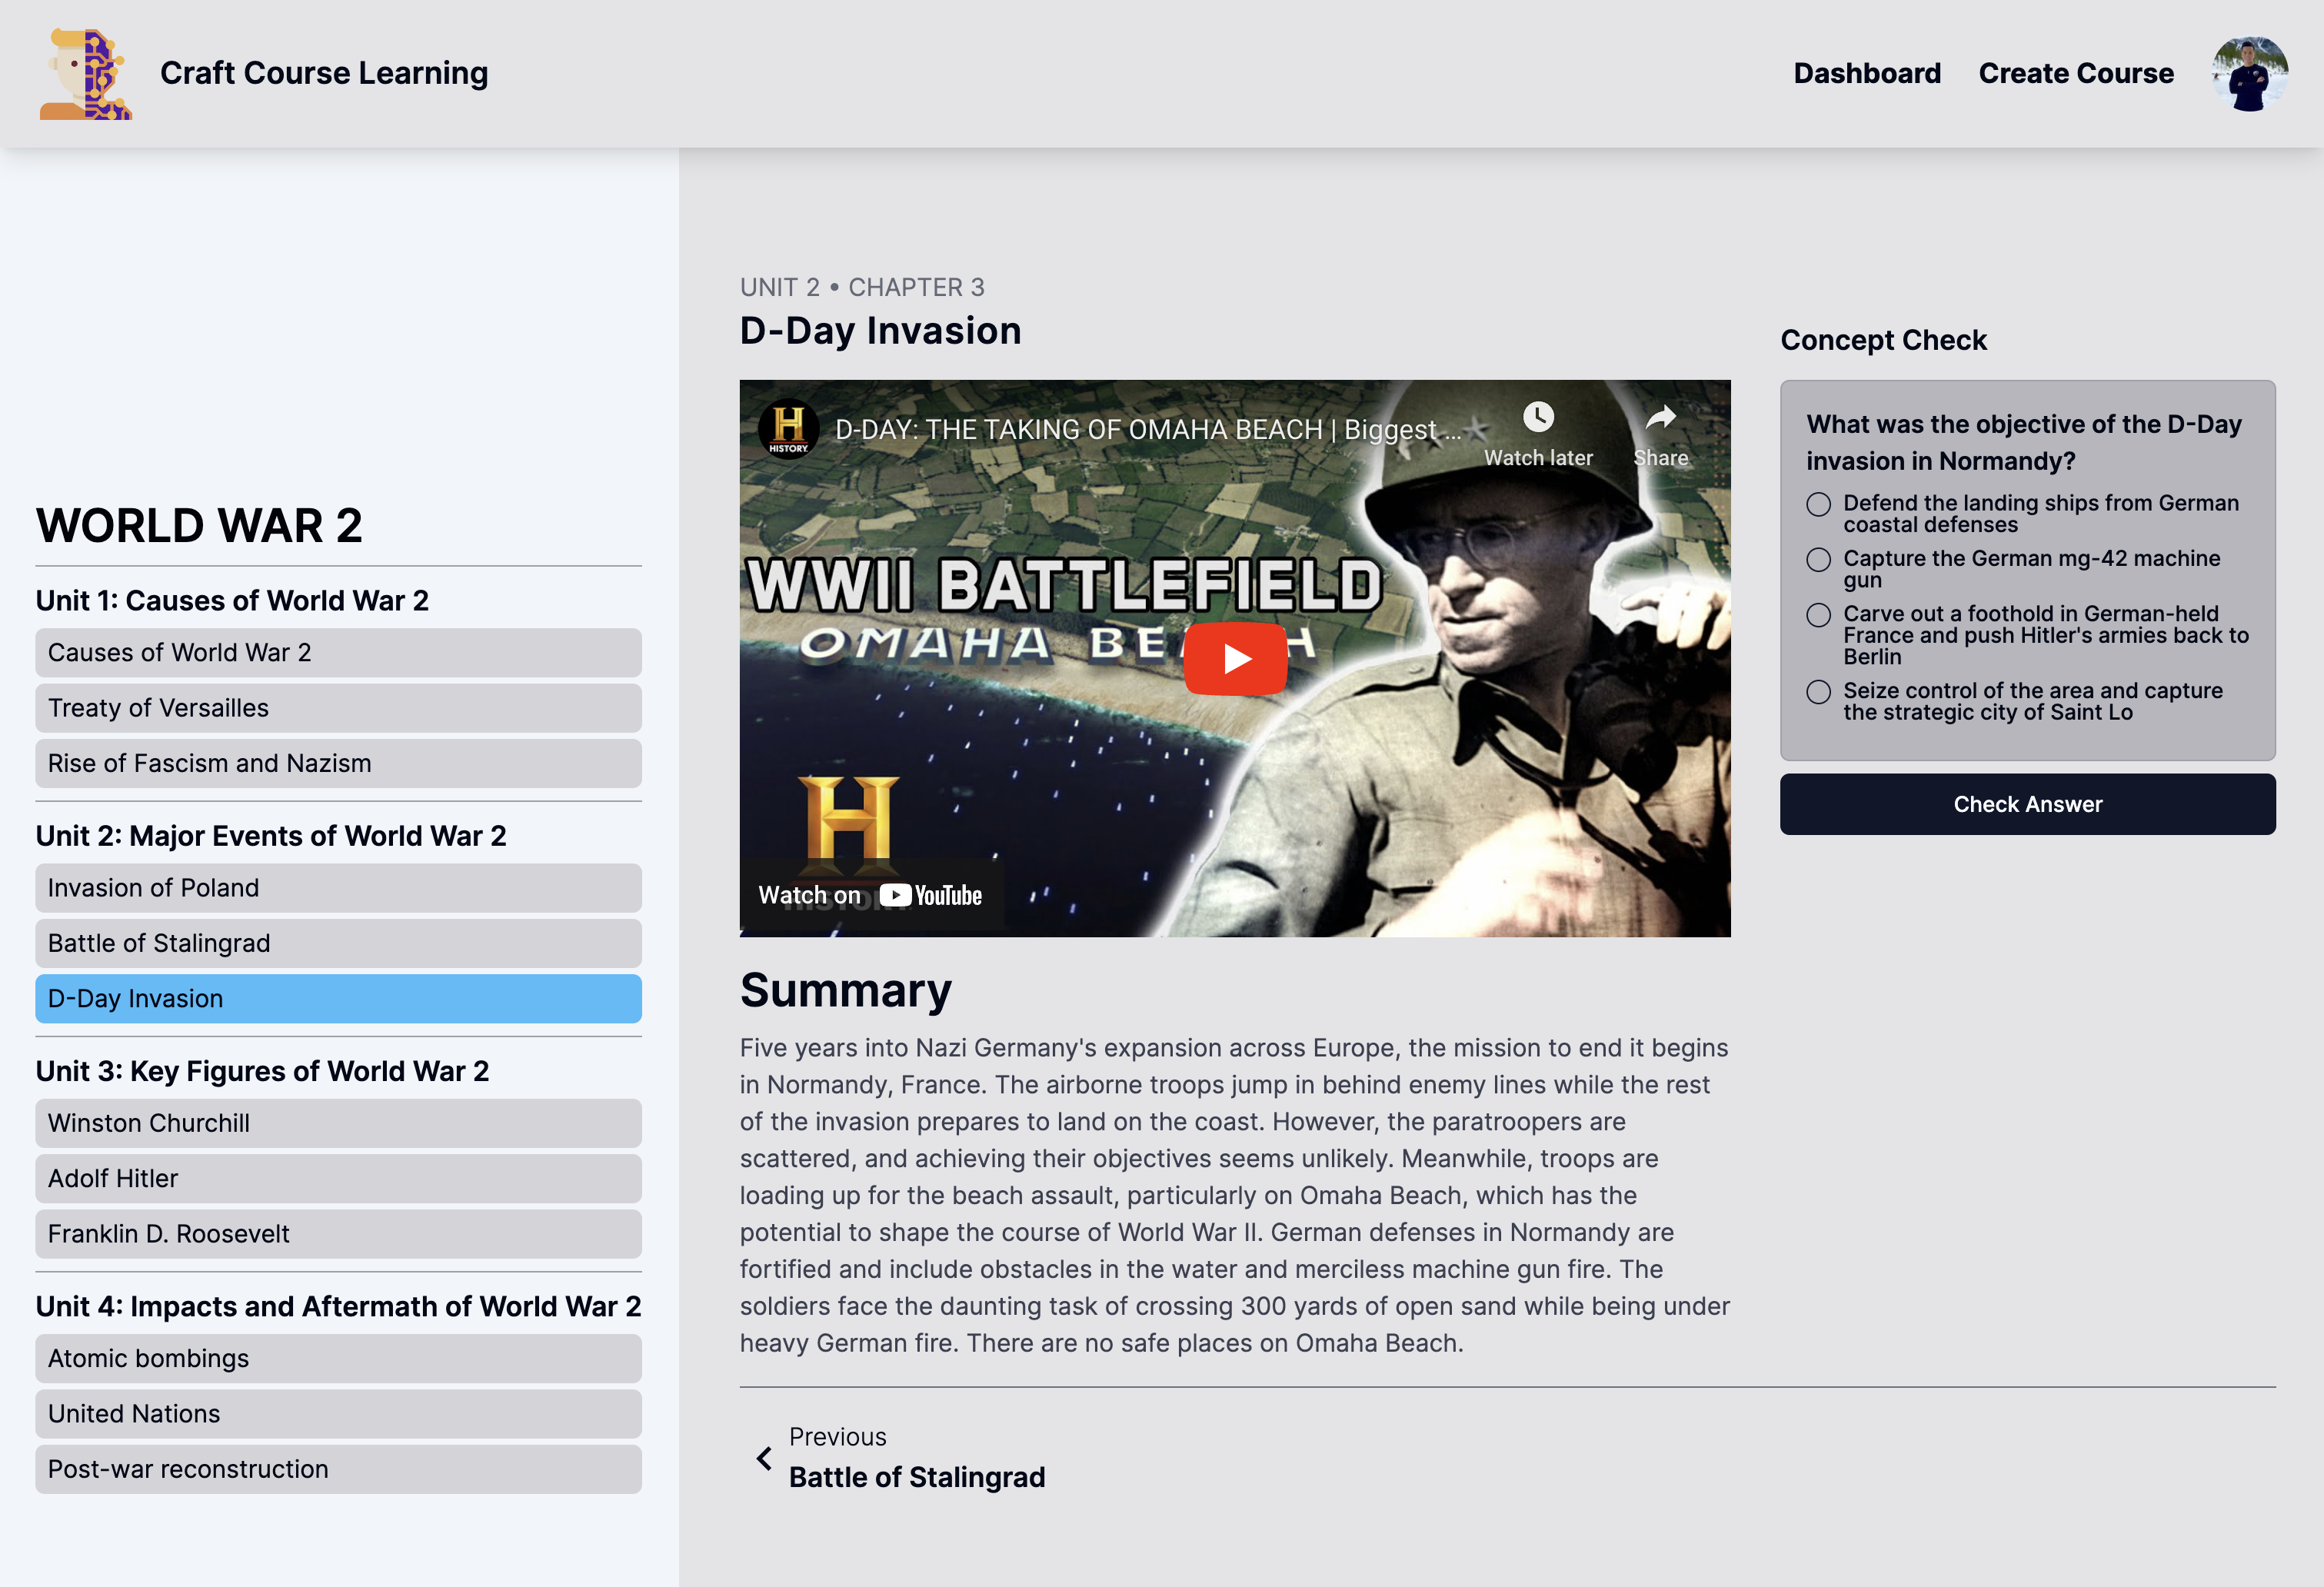 Craft Course Learning
Dashboard
Create Course
WORLD WAR 2
Unit 1: Causes of World War 2
Causes of World War 2
Treaty of Versailles
Rise of Fascism and Nazism
Unit 2: Major Events of World War 2
Invasion of Poland
Battle of Stalingrad
D-Day Invasion
Unit 3: Key Figures of World War 2
Winston Churchill
Adolf Hitler
Franklin D. Roosevelt
Unit 4: Impacts and Aftermath of World War 2
Atomic bombings
United Nations
Post-war reconstruction
UNIT 2 • CHAPTER 3
D-Day Invasion
H
HISTORY
D-DAY: THE TAKING OF OMAHA BEACH | Biggest ...
Watch later
Share
WWII BATTLEFIELD
OMAHA BE H
H
HISTORY
Watch on YouTube
Summary
Five years into Nazi Germany's expansion across Europe, the mission to end it begins
in Normandy, France. The airborne troops jump in behind enemy lines while the rest
of the invasion prepares to land on the coast. However, the paratroopers are
scattered, and achieving their objectives seems unlikely. Meanwhile, troops are
loading up for the beach assault, particularly on Omaha Beach, which has the
potential to shape the course of World War II. German defenses in Normandy are
fortified and include obstacles in the water and merciless machine gun fire. The
soldiers face the daunting task of crossing 300 yards of open sand while being under
heavy German fire. There are no safe places on Omaha Beach.
Previous
Battle of Stalingrad
Concept Check
What was the objective of the D-Day
invasion in Normandy?
Defend the landing ships from German
coastal defenses
Capture the German mg-42 machine
gun
Carve out a foothold in German-held
France and push Hitler's armies back to
Berlin
Seize control of the area and capture
the strategic city of Saint Lo
Check Answer